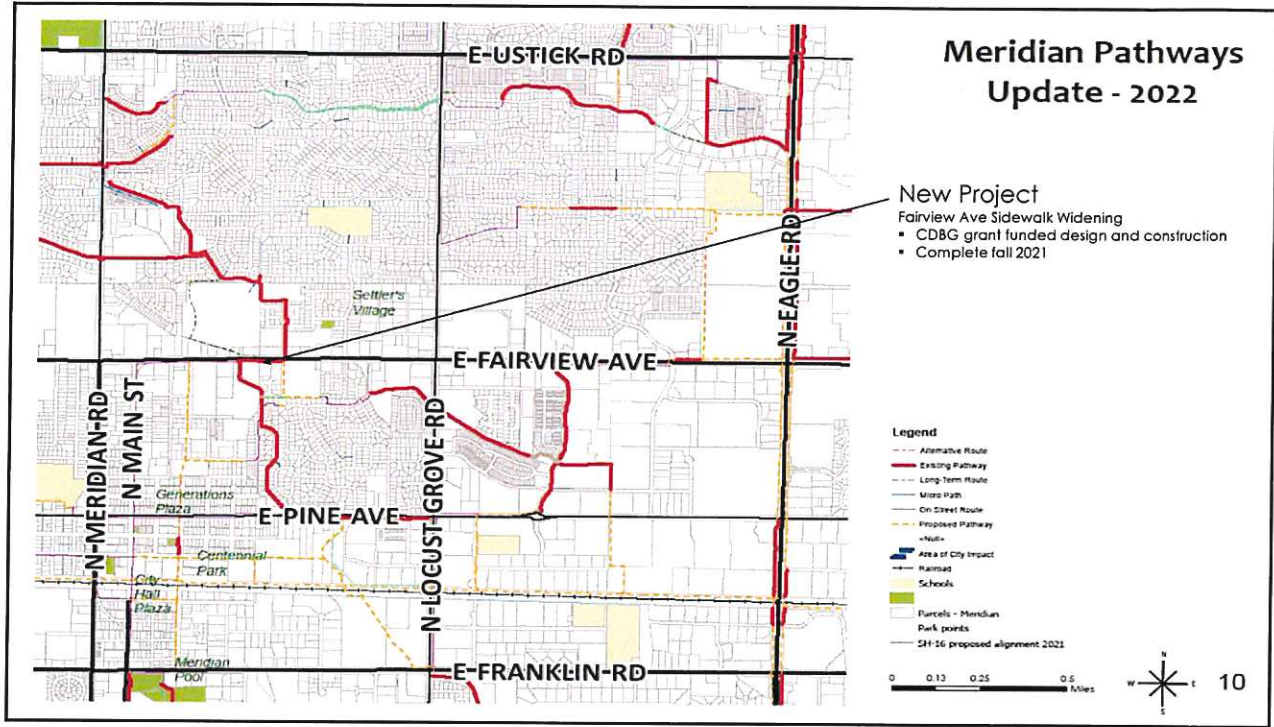 Meridian Pathways
Update - 2022
E USTICK RD
New Project
Fairview Ave Sidewalk Widening
▪ CDBG grant funded design and construction
▪ Complete fall 2021
N EAGLE RD
Settler's
Village
E FAIRVIEW AVE
N MERIDIAN RD
N MAIN ST
N LOCUST GROVE RD
Generations
Plaza
E PINE AVE
Centennial
Park
City
Hall
Plaza
Meridian
Pool
E FRANKLIN RD
Legend
Alternative Route
Existing Pathway
Long-Term Route
Micro Path
On Street Route
Proposed Pathway
<Null>
Area of City Impact
Railroad
Schools
Parcels - Meridian
Park points
SH-16 proposed alignment 2021
0 0.13 0.25 0.5
Miles
N
W E
S
10